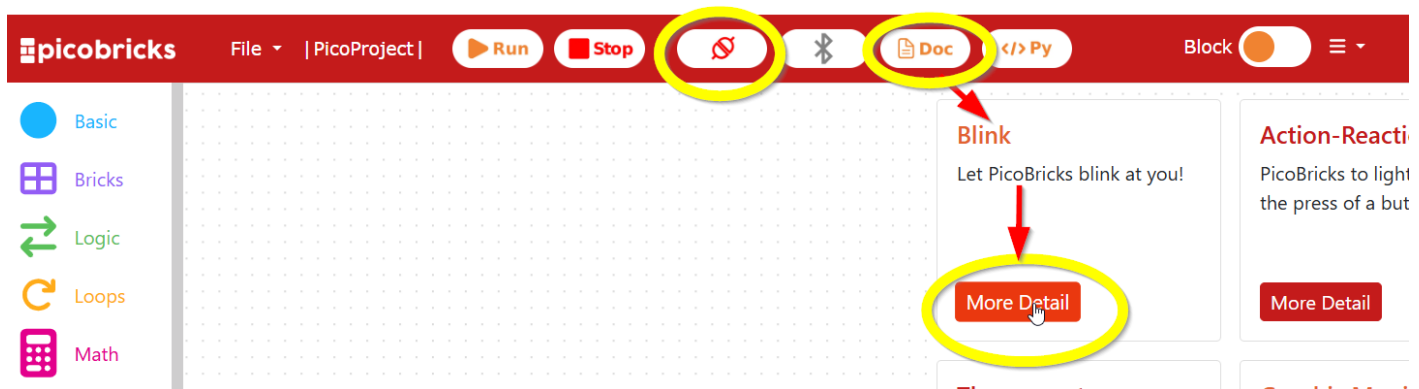 picobricks File |PicoProject| Run Stop Doc </> Py Block
Basic
Bricks
Logic
Loops
Math
Blink
Let PicoBricks blink at you!
More Detail
Action-Reacti
PicoBricks to light
the press of a but
More Detail